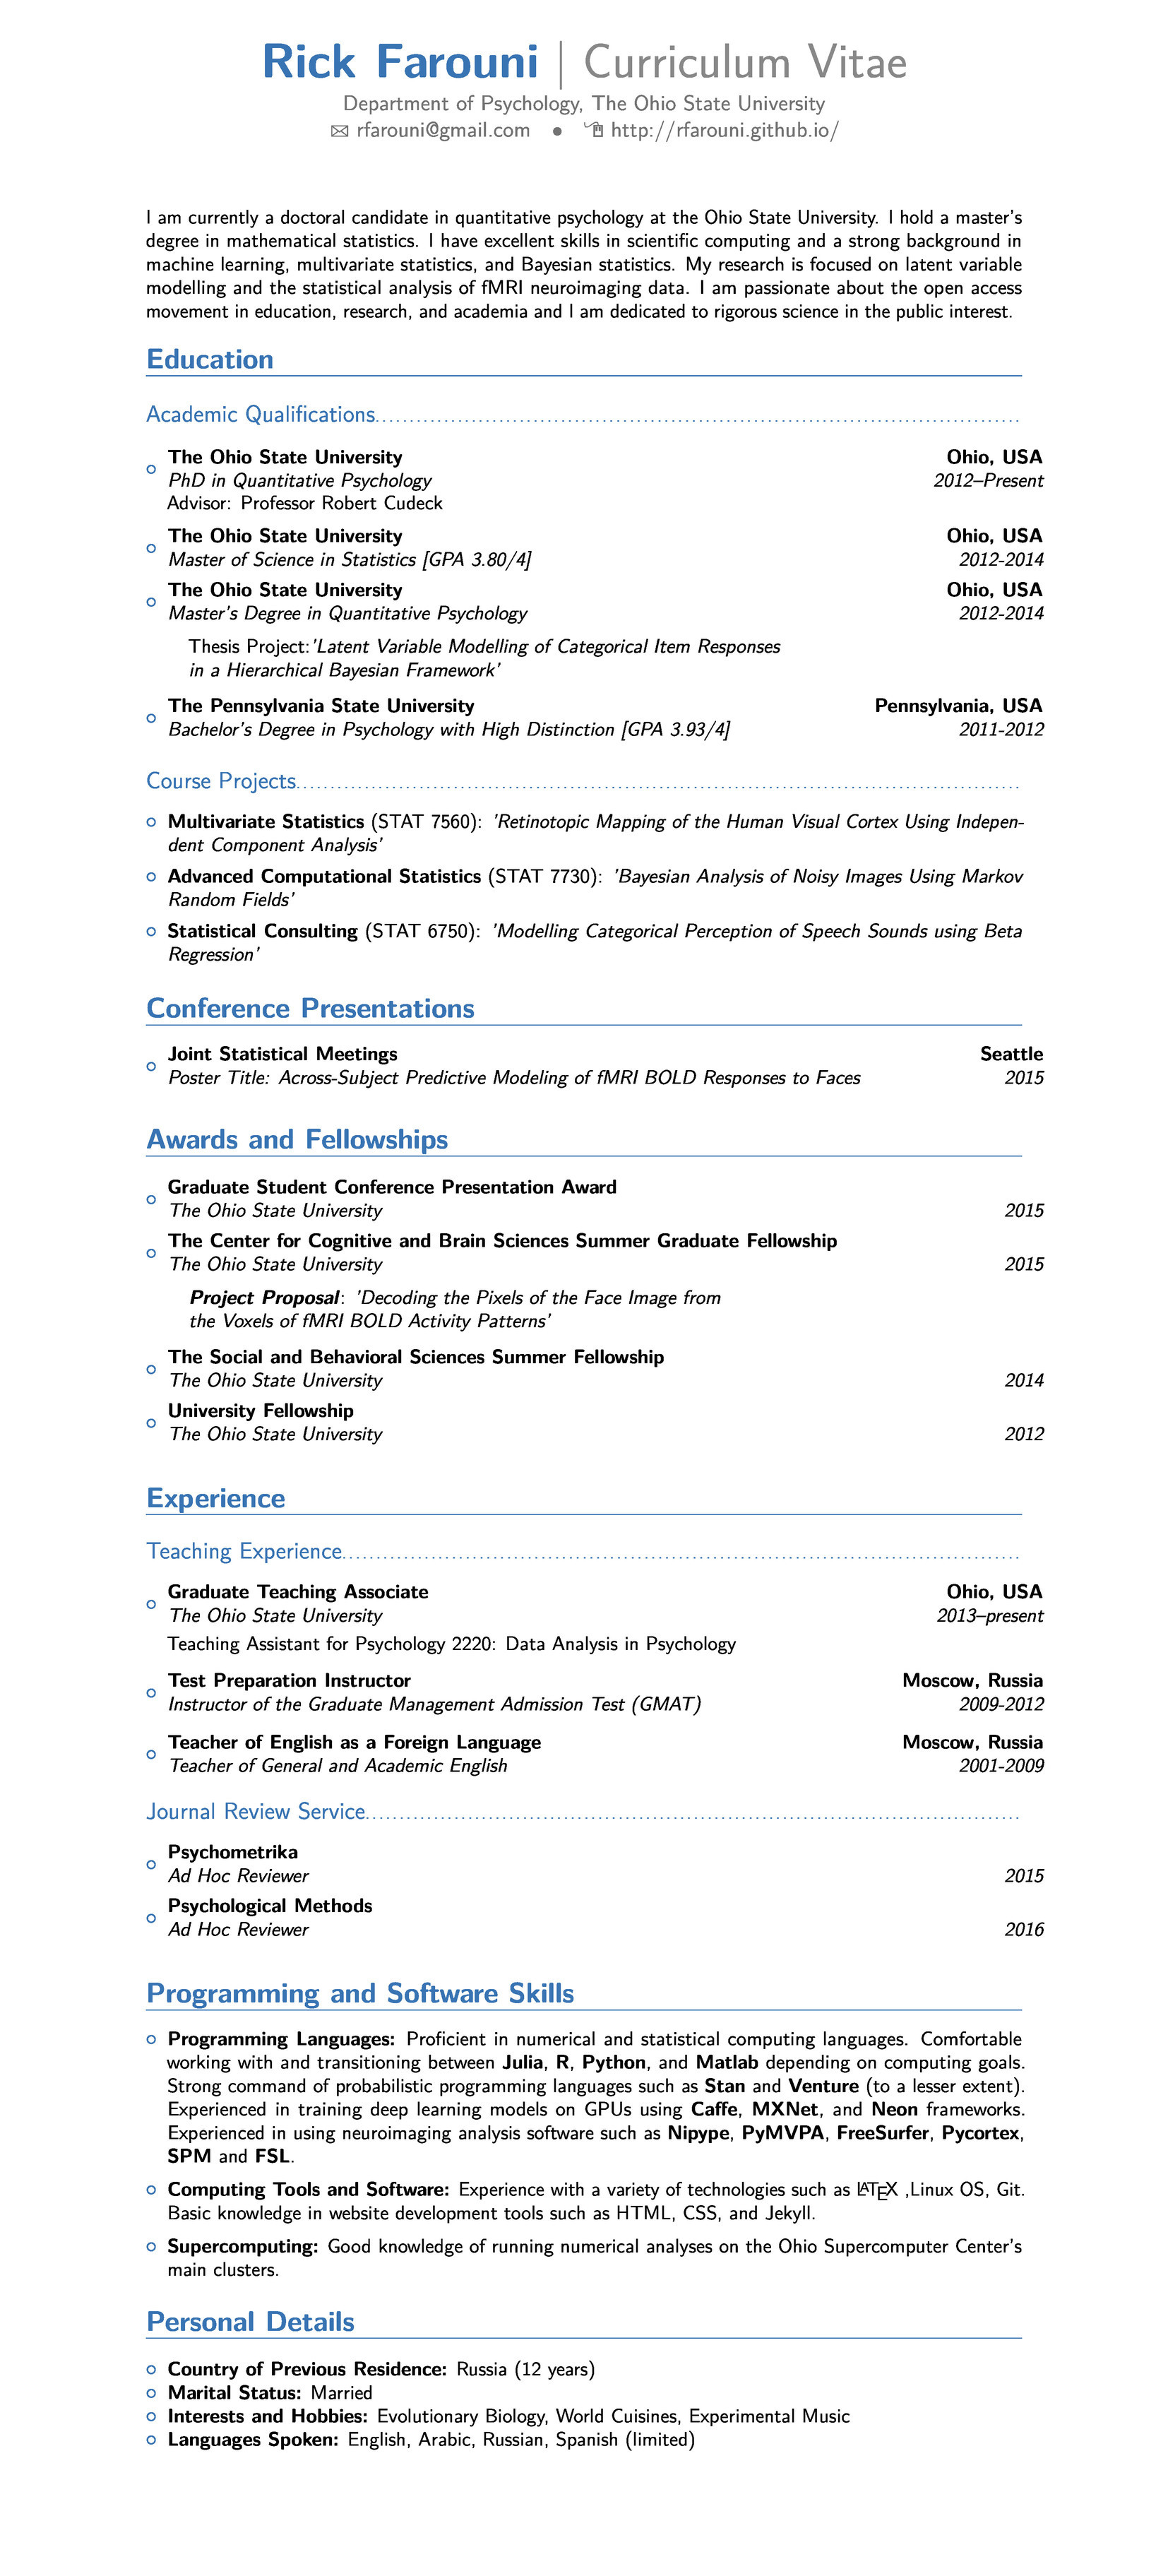 Rick Farouni | Curriculum Vitae
Department of Psychology, The Ohio State University
✉ rfarouni@gmail.com • http://rfarouni.github.io/
I am currently a doctoral candidate in quantitative psychology at the Ohio State University. I hold a master's
degree in mathematical statistics. I have excellent skills in scientific computing and a strong background in
machine learning, multivariate statistics, and Bayesian statistics. My research is focused on latent variable
modelling and the statistical analysis of fMRI neuroimaging data. I am passionate about the open access
movement in education, research, and academia and I am dedicated to rigorous science in the public interest.
Education
Academic Qualifications
The Ohio State University Ohio, USA
PhD in Quantitative Psychology 2012–Present
Advisor: Professor Robert Cudeck
The Ohio State University Ohio, USA
Master of Science in Statistics [GPA 3.80/4] 2012-2014
The Ohio State University Ohio, USA
Master's Degree in Quantitative Psychology 2012-2014
Thesis Project:'Latent Variable Modelling of Categorical Item Responses
in a Hierarchical Bayesian Framework'
The Pennsylvania State University Pennsylvania, USA
Bachelor's Degree in Psychology with High Distinction [GPA 3.93/4] 2011-2012
Course Projects
Multivariate Statistics (STAT 7560): 'Retinotopic Mapping of the Human Visual Cortex Using Indepen-
dent Component Analysis'
Advanced Computational Statistics (STAT 7730): 'Bayesian Analysis of Noisy Images Using Markov
Random Fields'
Statistical Consulting (STAT 6750): 'Modelling Categorical Perception of Speech Sounds using Beta
Regression'
Conference Presentations
Joint Statistical Meetings Seattle
Poster Title: Across-Subject Predictive Modeling of fMRI BOLD Responses to Faces 2015
Awards and Fellowships
Graduate Student Conference Presentation Award
The Ohio State University 2015
The Center for Cognitive and Brain Sciences Summer Graduate Fellowship
The Ohio State University 2015
Project Proposal: 'Decoding the Pixels of the Face Image from
the Voxels of fMRI BOLD Activity Patterns'
The Social and Behavioral Sciences Summer Fellowship
The Ohio State University 2014
University Fellowship
The Ohio State University 2012
Experience
Teaching Experience
Graduate Teaching Associate Ohio, USA
The Ohio State University 2013–present
Teaching Assistant for Psychology 2220: Data Analysis in Psychology
Test Preparation Instructor Moscow, Russia
Instructor of the Graduate Management Admission Test (GMAT) 2009-2012
Teacher of English as a Foreign Language Moscow, Russia
Teacher of General and Academic English 2001-2009
Journal Review Service
Psychometrika
Ad Hoc Reviewer 2015
Psychological Methods
Ad Hoc Reviewer 2016
Programming and Software Skills
Programming Languages: Proficient in numerical and statistical computing languages. Comfortable
working with and transitioning between Julia, R, Python, and Matlab depending on computing goals.
Strong command of probabilistic programming languages such as Stan and Venture (to a lesser extent).
Experienced in training deep learning models on GPUs using Caffe, MXNet, and Neon frameworks.
Experienced in using neuroimaging analysis software such as Nipype, PyMVPA, FreeSurfer, Pycortex,
SPM and FSL.
Computing Tools and Software: Experience with a variety of technologies such as LATEX ,Linux OS, Git.
Basic knowledge in website development tools such as HTML, CSS, and Jekyll.
Supercomputing: Good knowledge of running numerical analyses on the Ohio Supercomputer Center's
main clusters.
Personal Details
Country of Previous Residence: Russia (12 years)
Marital Status: Married
Interests and Hobbies: Evolutionary Biology, World Cuisines, Experimental Music
Languages Spoken: English, Arabic, Russian, Spanish (limited)